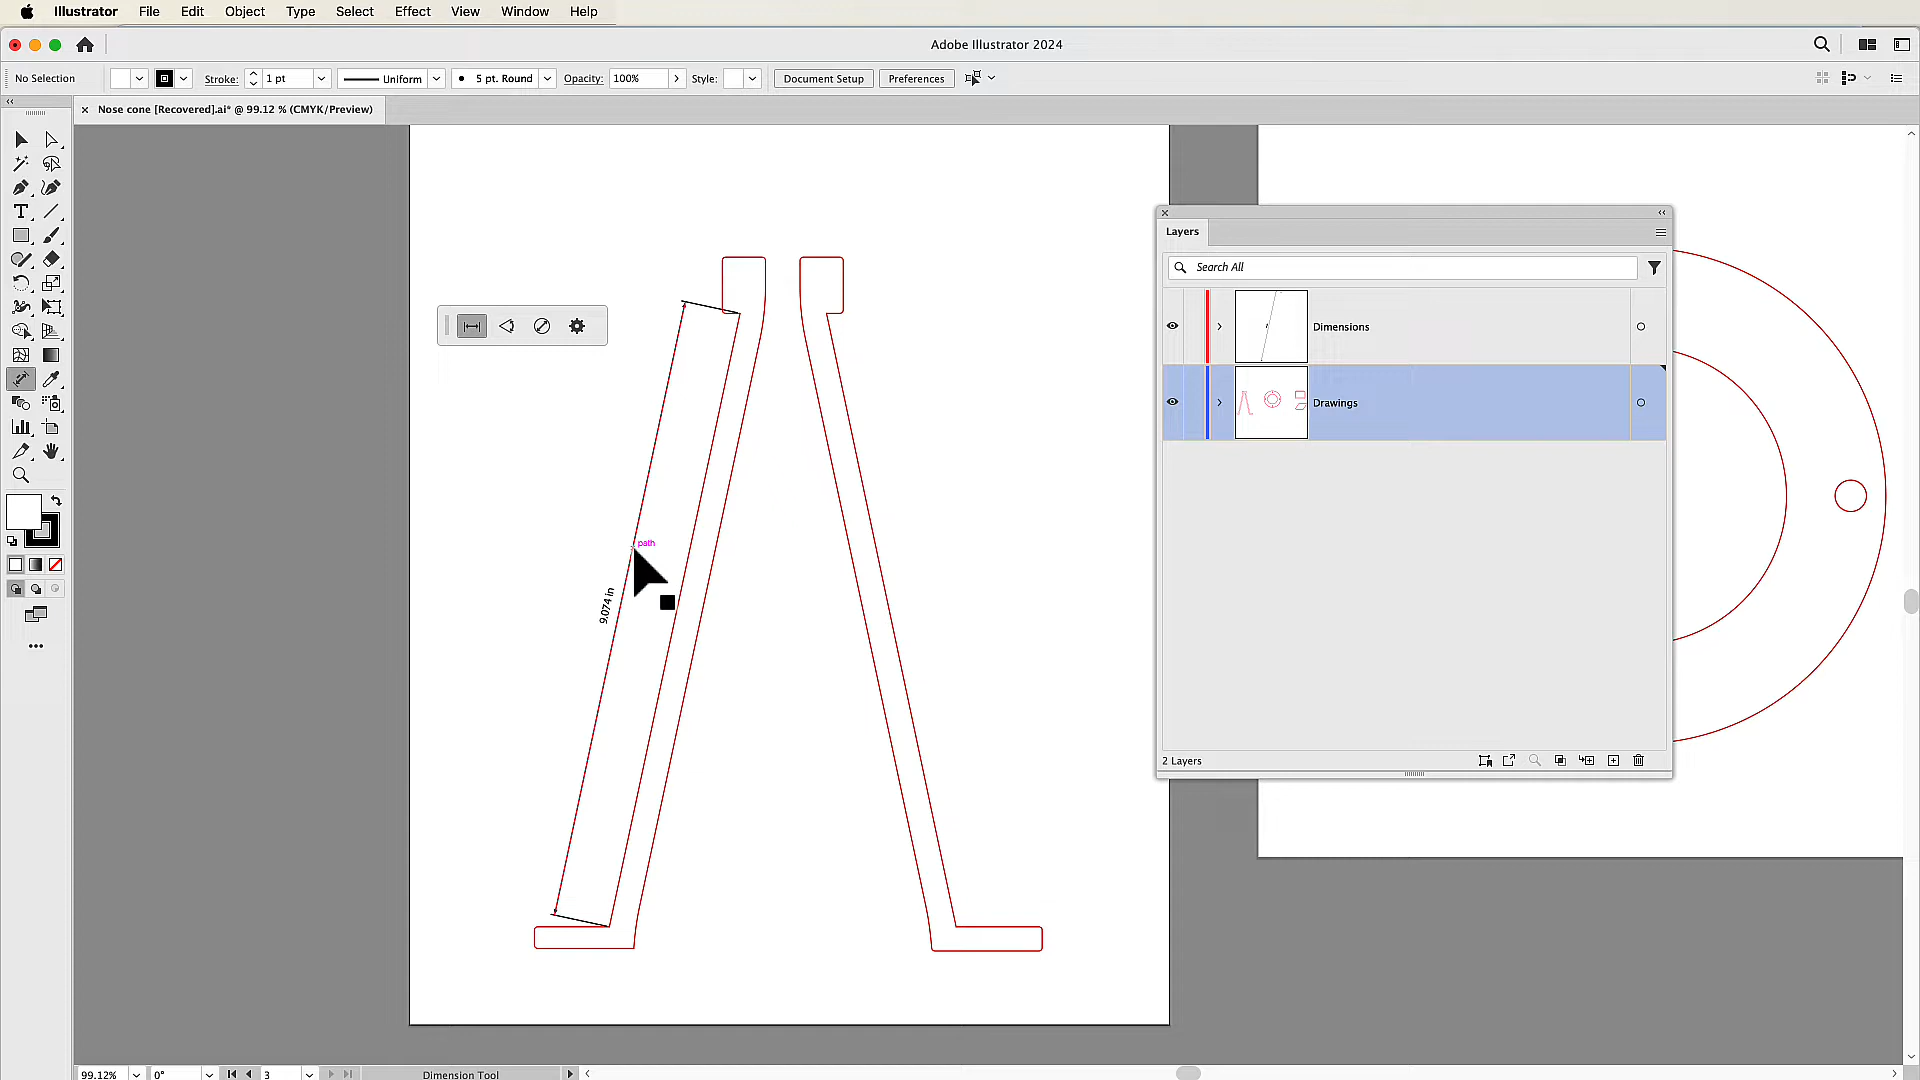 Illustrator File Edit Object Type Select Effect View Window Help
Adobe Illustrator 2024
No Selection Stroke: 1 pt Uniform 5 pt. Round Opacity: 100% Style: Document Setup Preferences
Nose cone [Recovered].ai* @ 99.12 % (CMYK/Preview)
Layers
Search All
Dimensions
Drawings
path
9.074 in
2 Layers
99.12% 0° 3 Dimension Tool